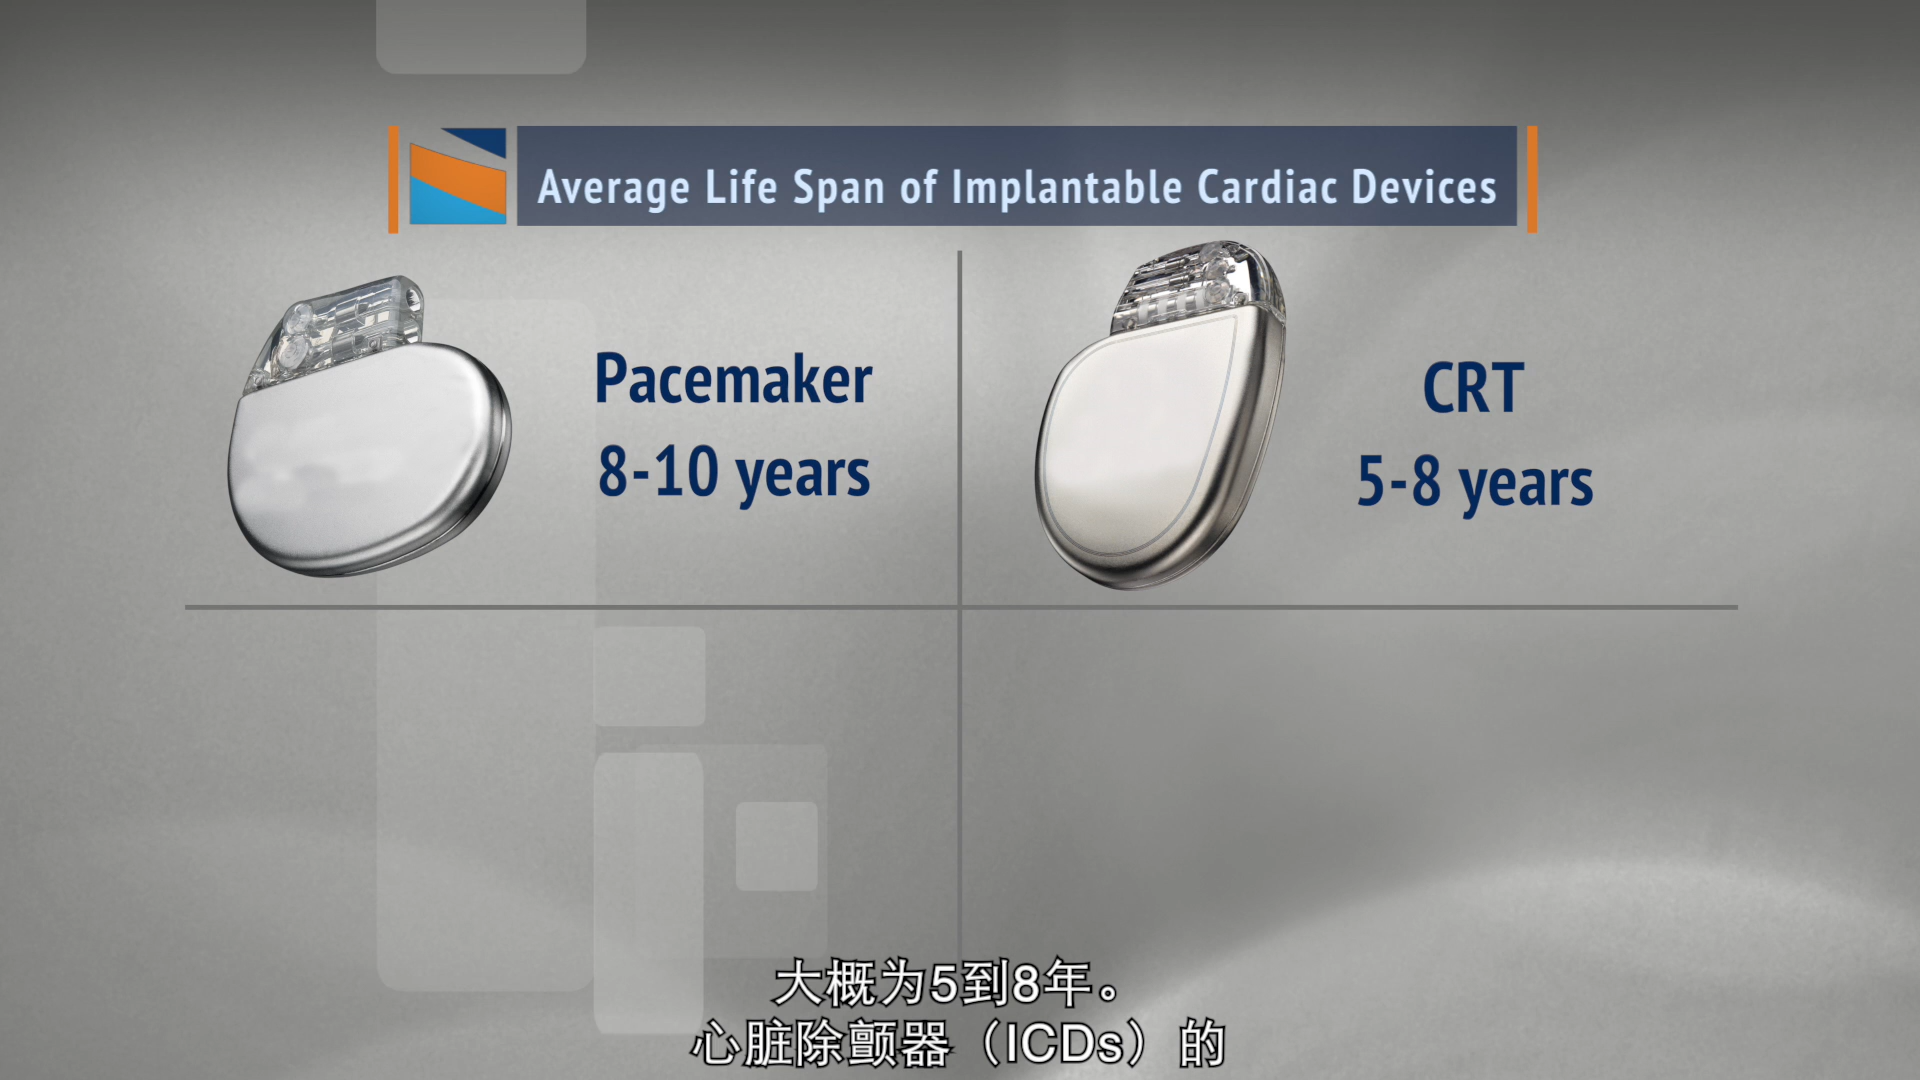 Average Life Span of Implantable Cardiac Devices
Pacemaker
8-10 years
CRT
5-8 years
大概为5到8年。
心脏除颤器（ICDs）的